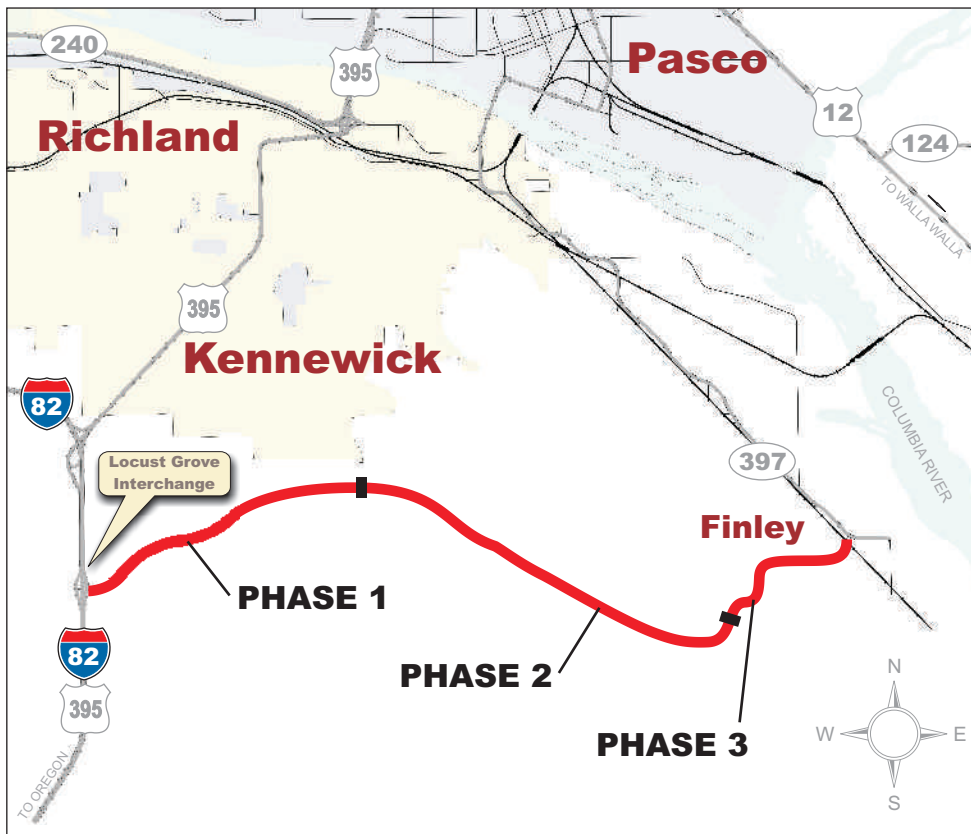 240
395
Pasco
12
124
Richland
TO WALLA WALLA
395
Kennewick
82
COLUMBIA RIVER
397
Locust Grove
Interchange
Finley
PHASE 1
82
PHASE 2
395
PHASE 3
N
W
E
S
TO OREGON